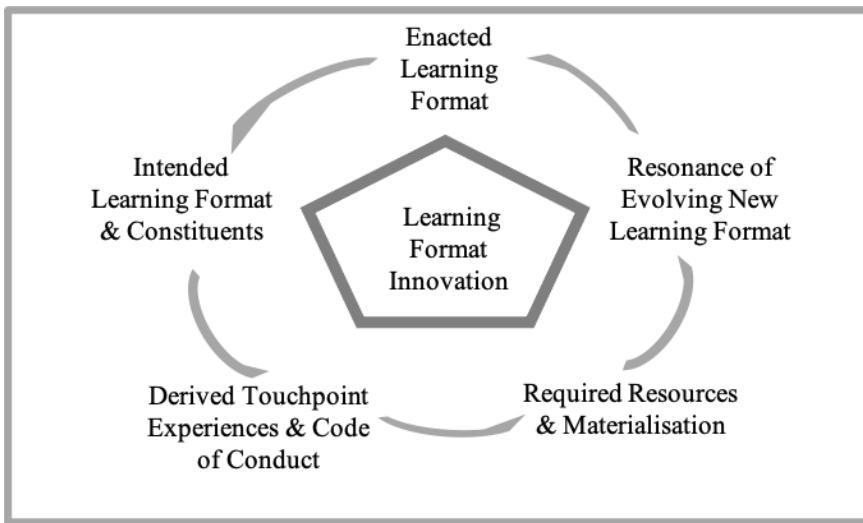 Enacted
Learning
Format
Intended
Learning Format
& Constituents
Resonance of
Evolving New
Learning Format
Learning
Format
Innovation
Derived Touchpoint
Experiences & Code
of Conduct
Required Resources
& Materialisation